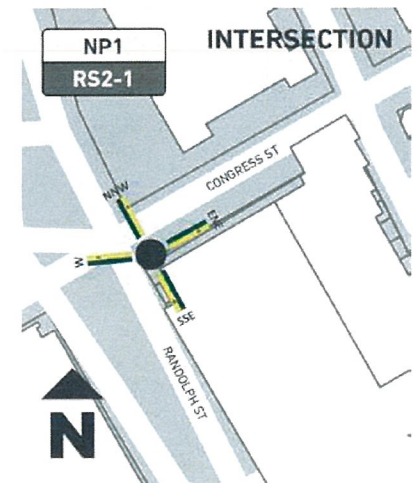 NP1
RS2-1
INTERSECTION
CONGRESS ST
NNW
ENE
W
SSE
RANDOLPH ST
N